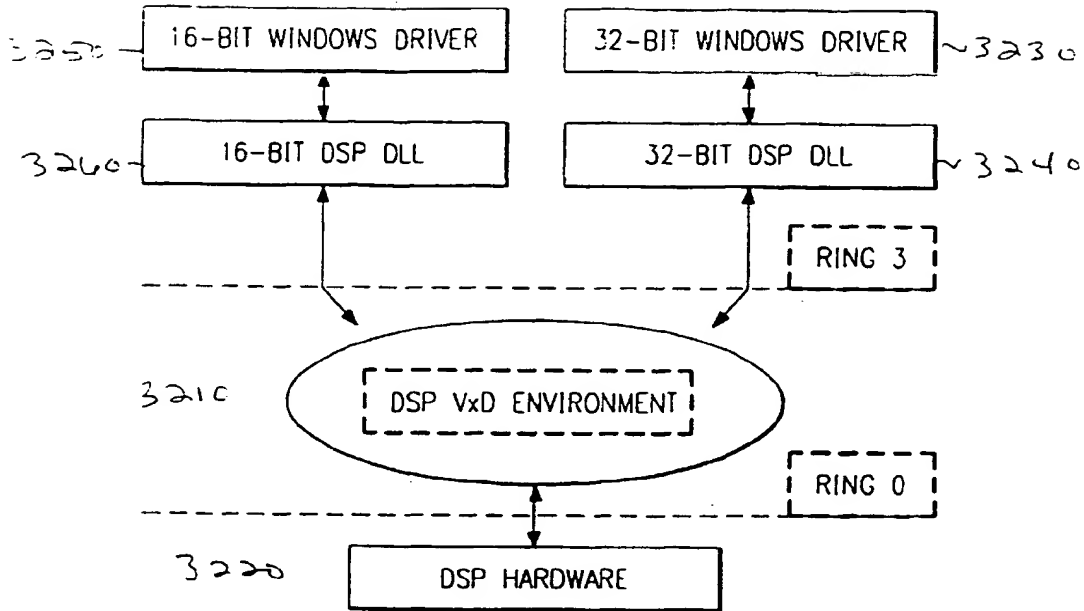 16-BIT WINDOWS DRIVER
32-BIT WINDOWS DRIVER
3230
3260
16-BIT DSP DLL
32-BIT DSP DLL
3240
RING 3
3210
DSP VxD ENVIRONMENT
RING 0
3220
DSP HARDWARE